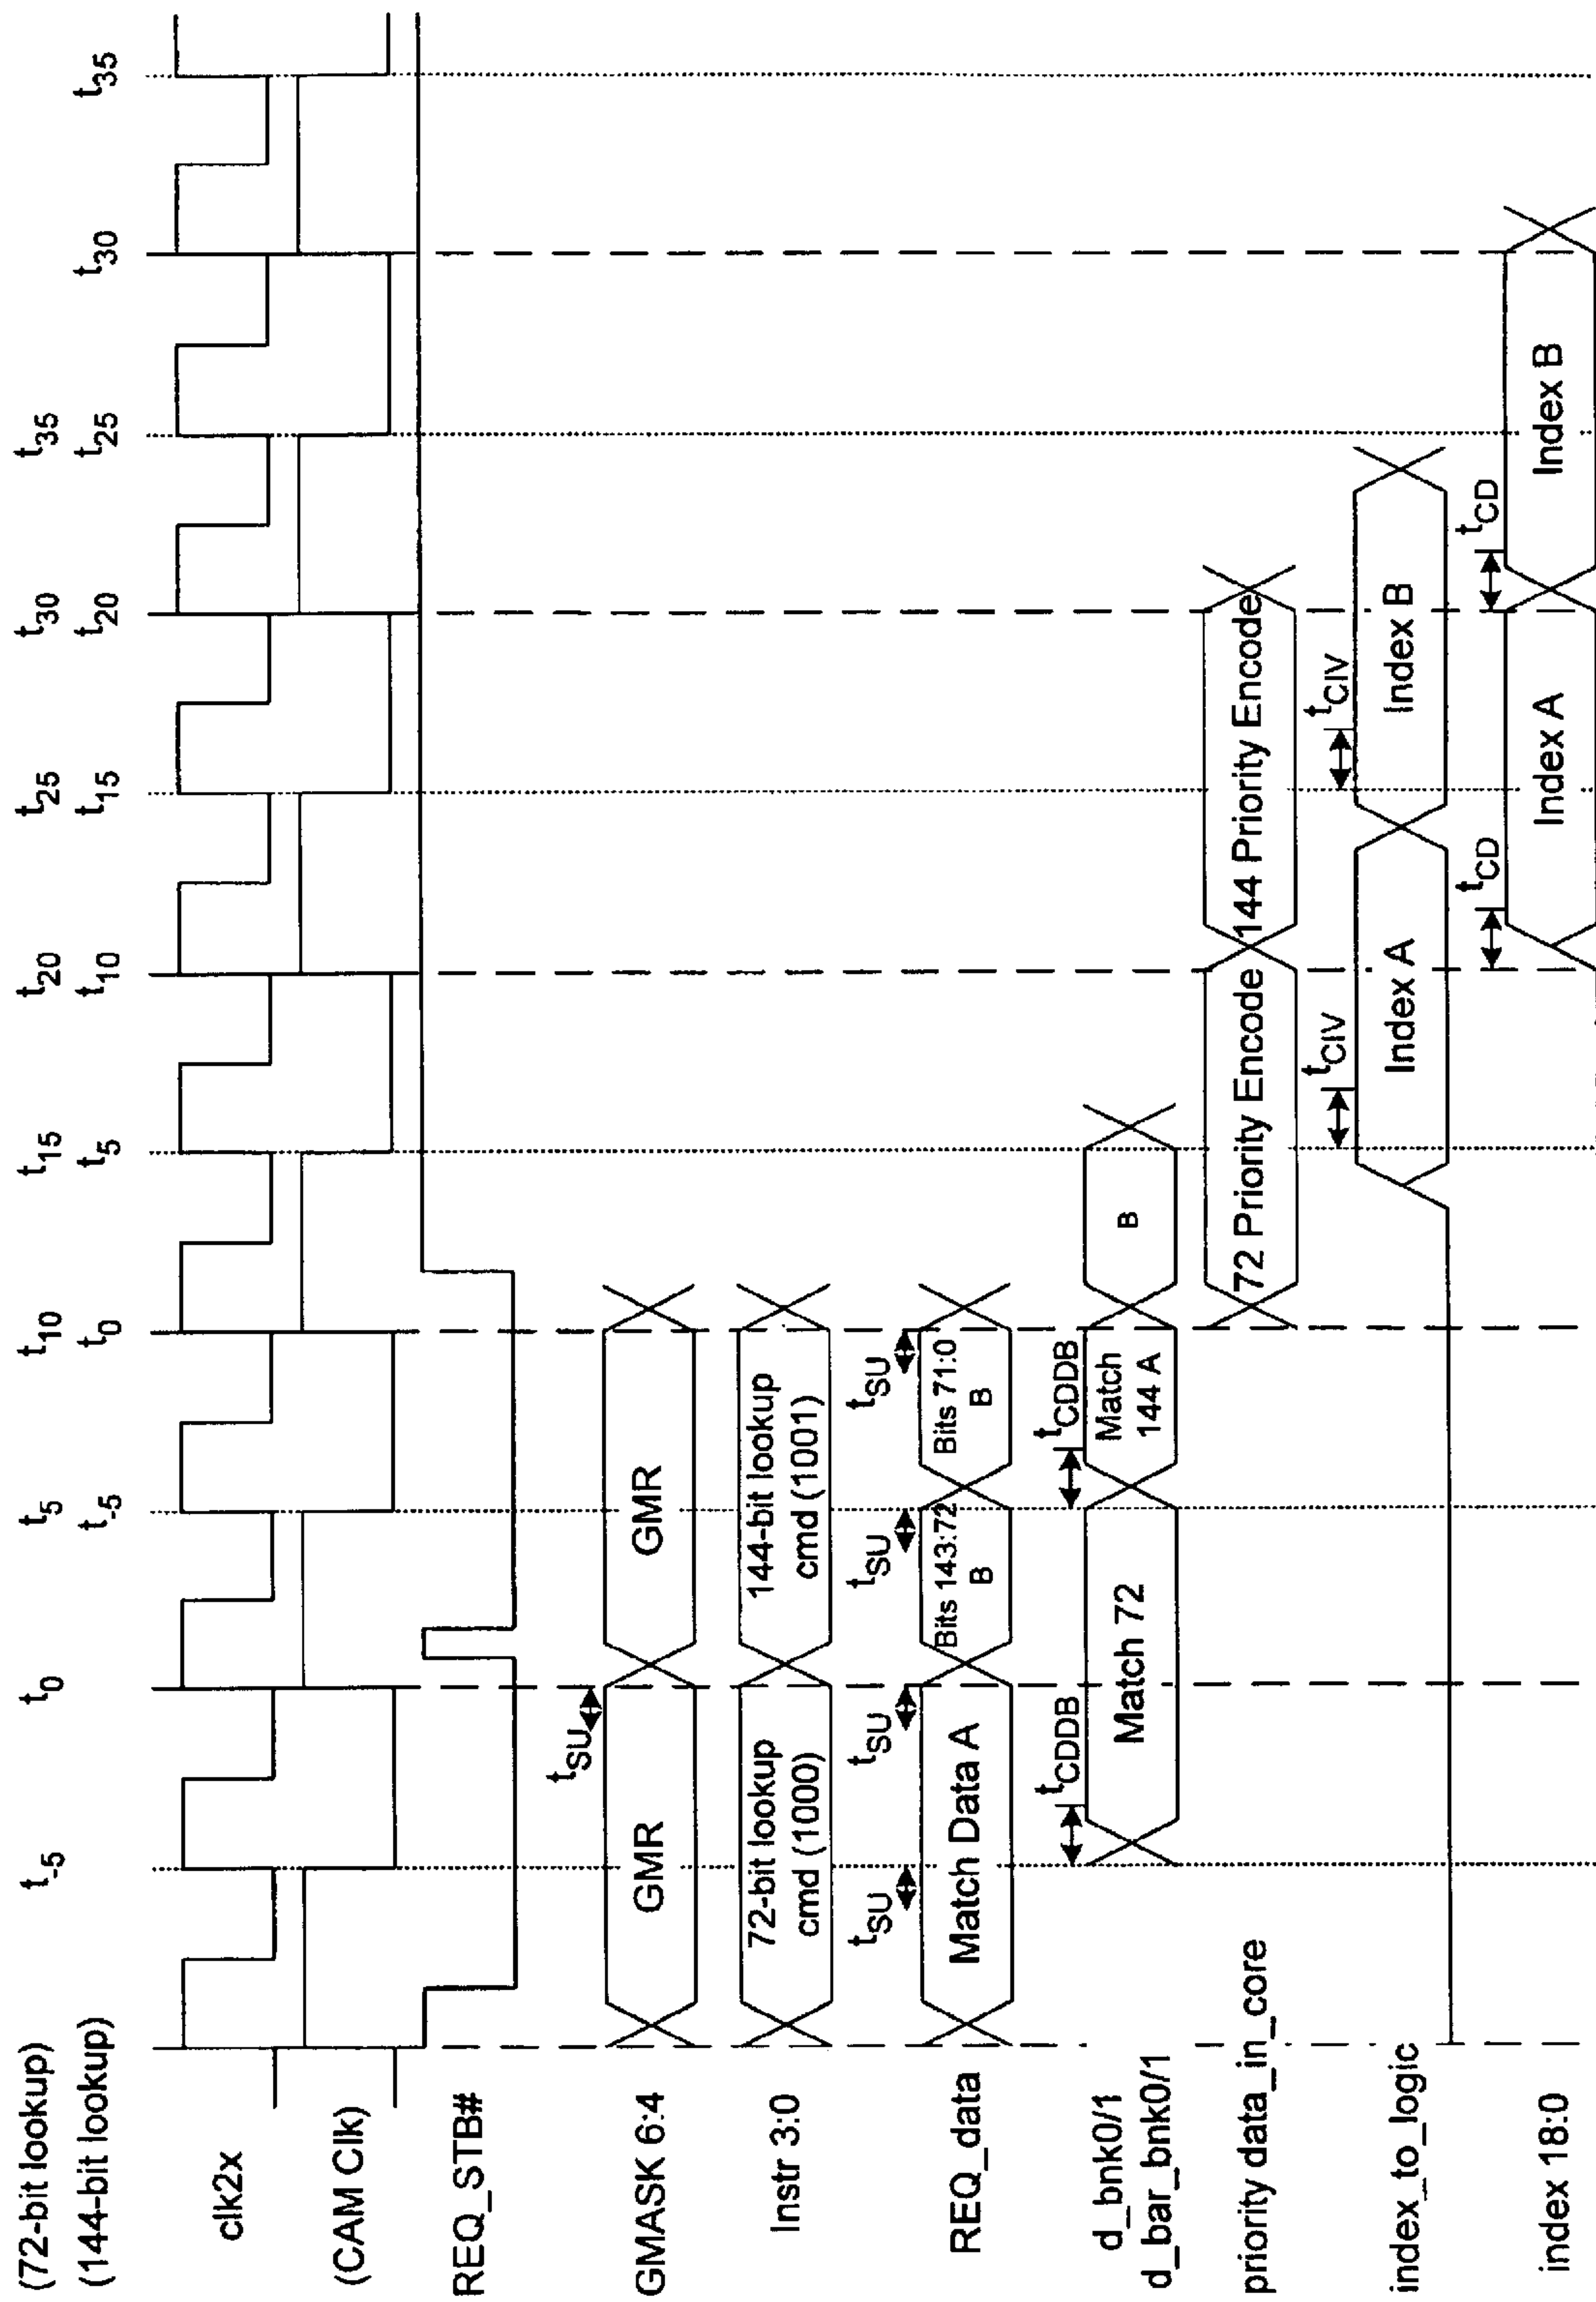 (72-bit lookup) t-5 t0 t5 t10 t15 t20 t25 t30 t35
(144-bit lookup) t-5 t0 t5 t10 t15 t20 t25 t30 t35
clk2x
(CAM Clk)
REQ_STB#
tSU
GMASK 6:4 GMR GMR
Instr 3:0
72-bit lookup
cmd (1000)
144-bit lookup
cmd (1001)
tSU tSU tSU tSU
REQ_data Match Data A
Bits 143:72
B
Bits 71:0
B
tCDDB tCDDB
d_bnk0/1
d_bar_bnk0/1
Match 72
Match
144 A
B
priority data_in_core 72 Priority Encode 144 Priority Encode
tCIV tCIV
index_to_logic Index A Index B
tCD tCD
index 18:0 Index A Index B